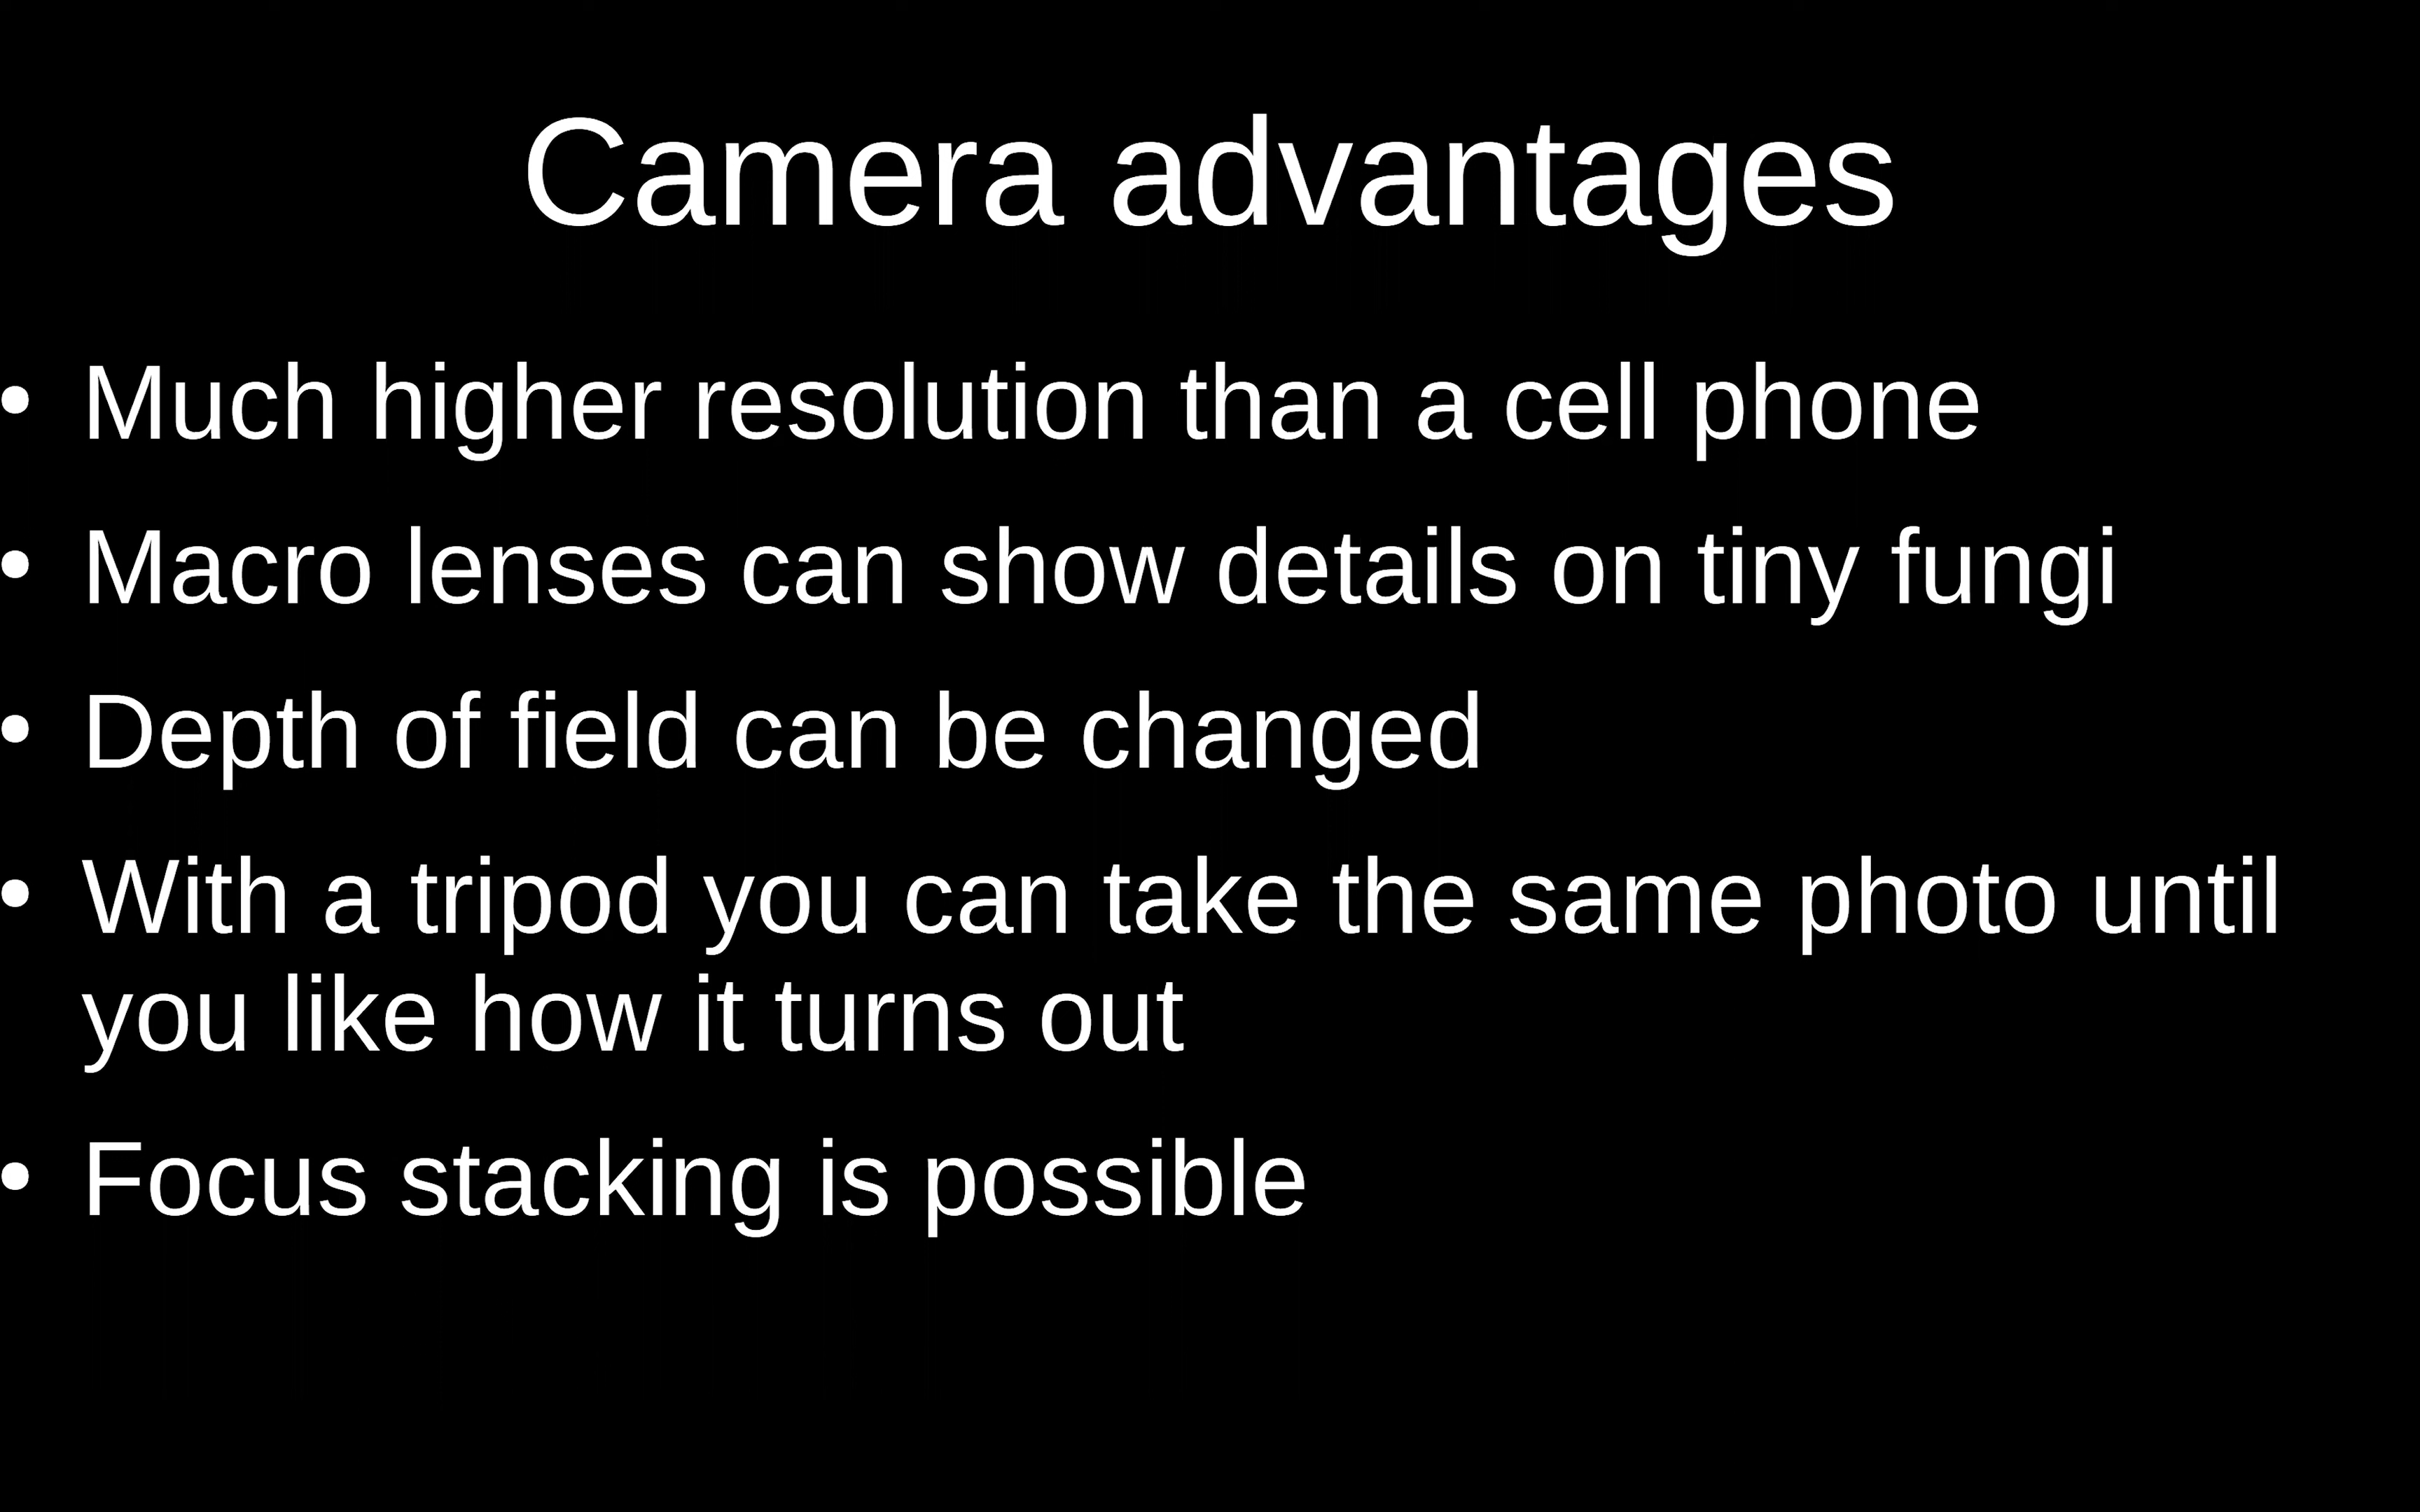 Camera advantages
• Much higher resolution than a cell phone
• Macro lenses can show details on tiny fungi
• Depth of field can be changed
• With a tripod you can take the same photo until
you like how it turns out
• Focus stacking is possible